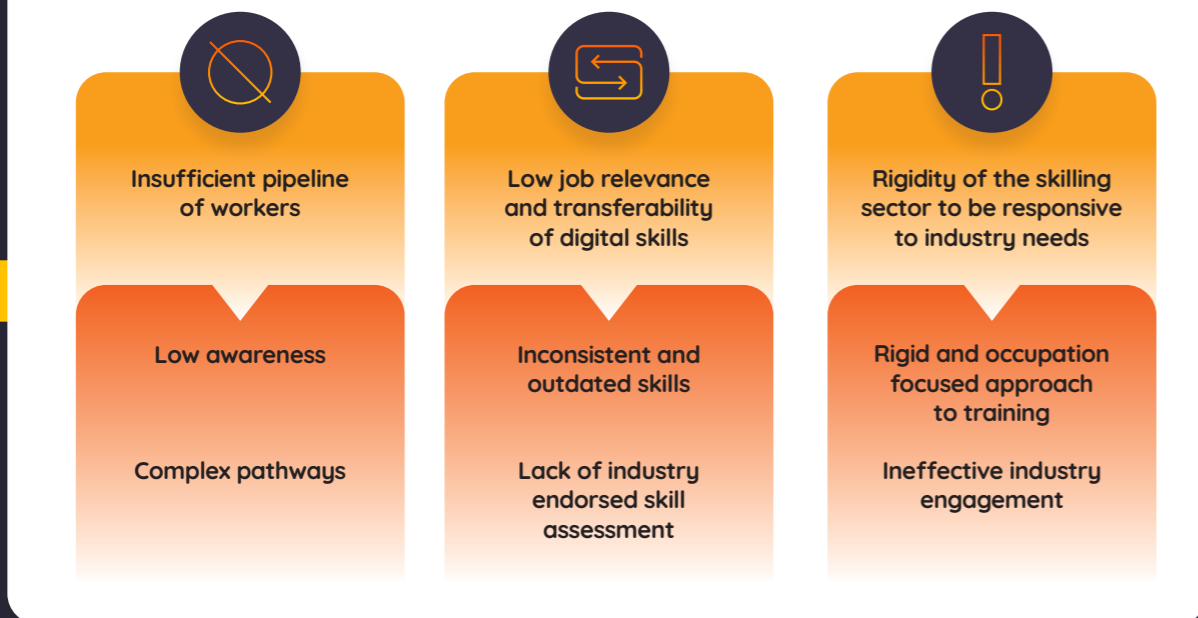 Insufficient pipeline
of workers
Low awareness
Complex pathways
Low job relevance
and transferability
of digital skills
Inconsistent and
outdated skills
Lack of industry
endorsed skill
assessment
Rigidity of the skilling
sector to be responsive
to industry needs
Rigid and occupation
focused approach
to training
Ineffective industry
engagement